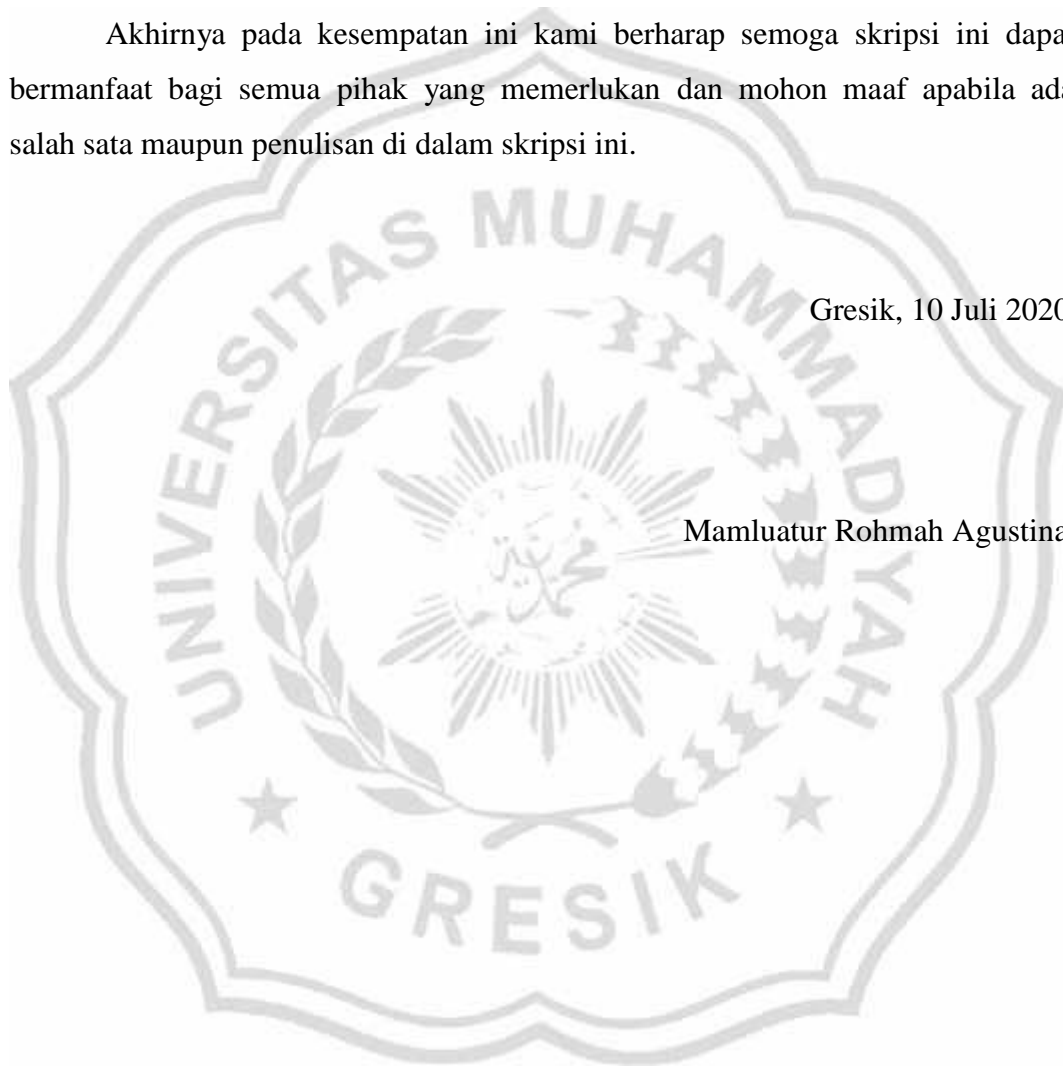 Akhirnya pada kesempatan ini kami berharap semoga skripsi ini dapa
bermanfaat bagi semua pihak yang memerlukan dan mohon maaf apabila ada
salah sata maupun penulisan di dalam skripsi ini.
UNIVERSITAS MUHAMMADIYAH
Gresik, 10 Juli 2020
Mamluatur Rohmah Agustina
GRESIK